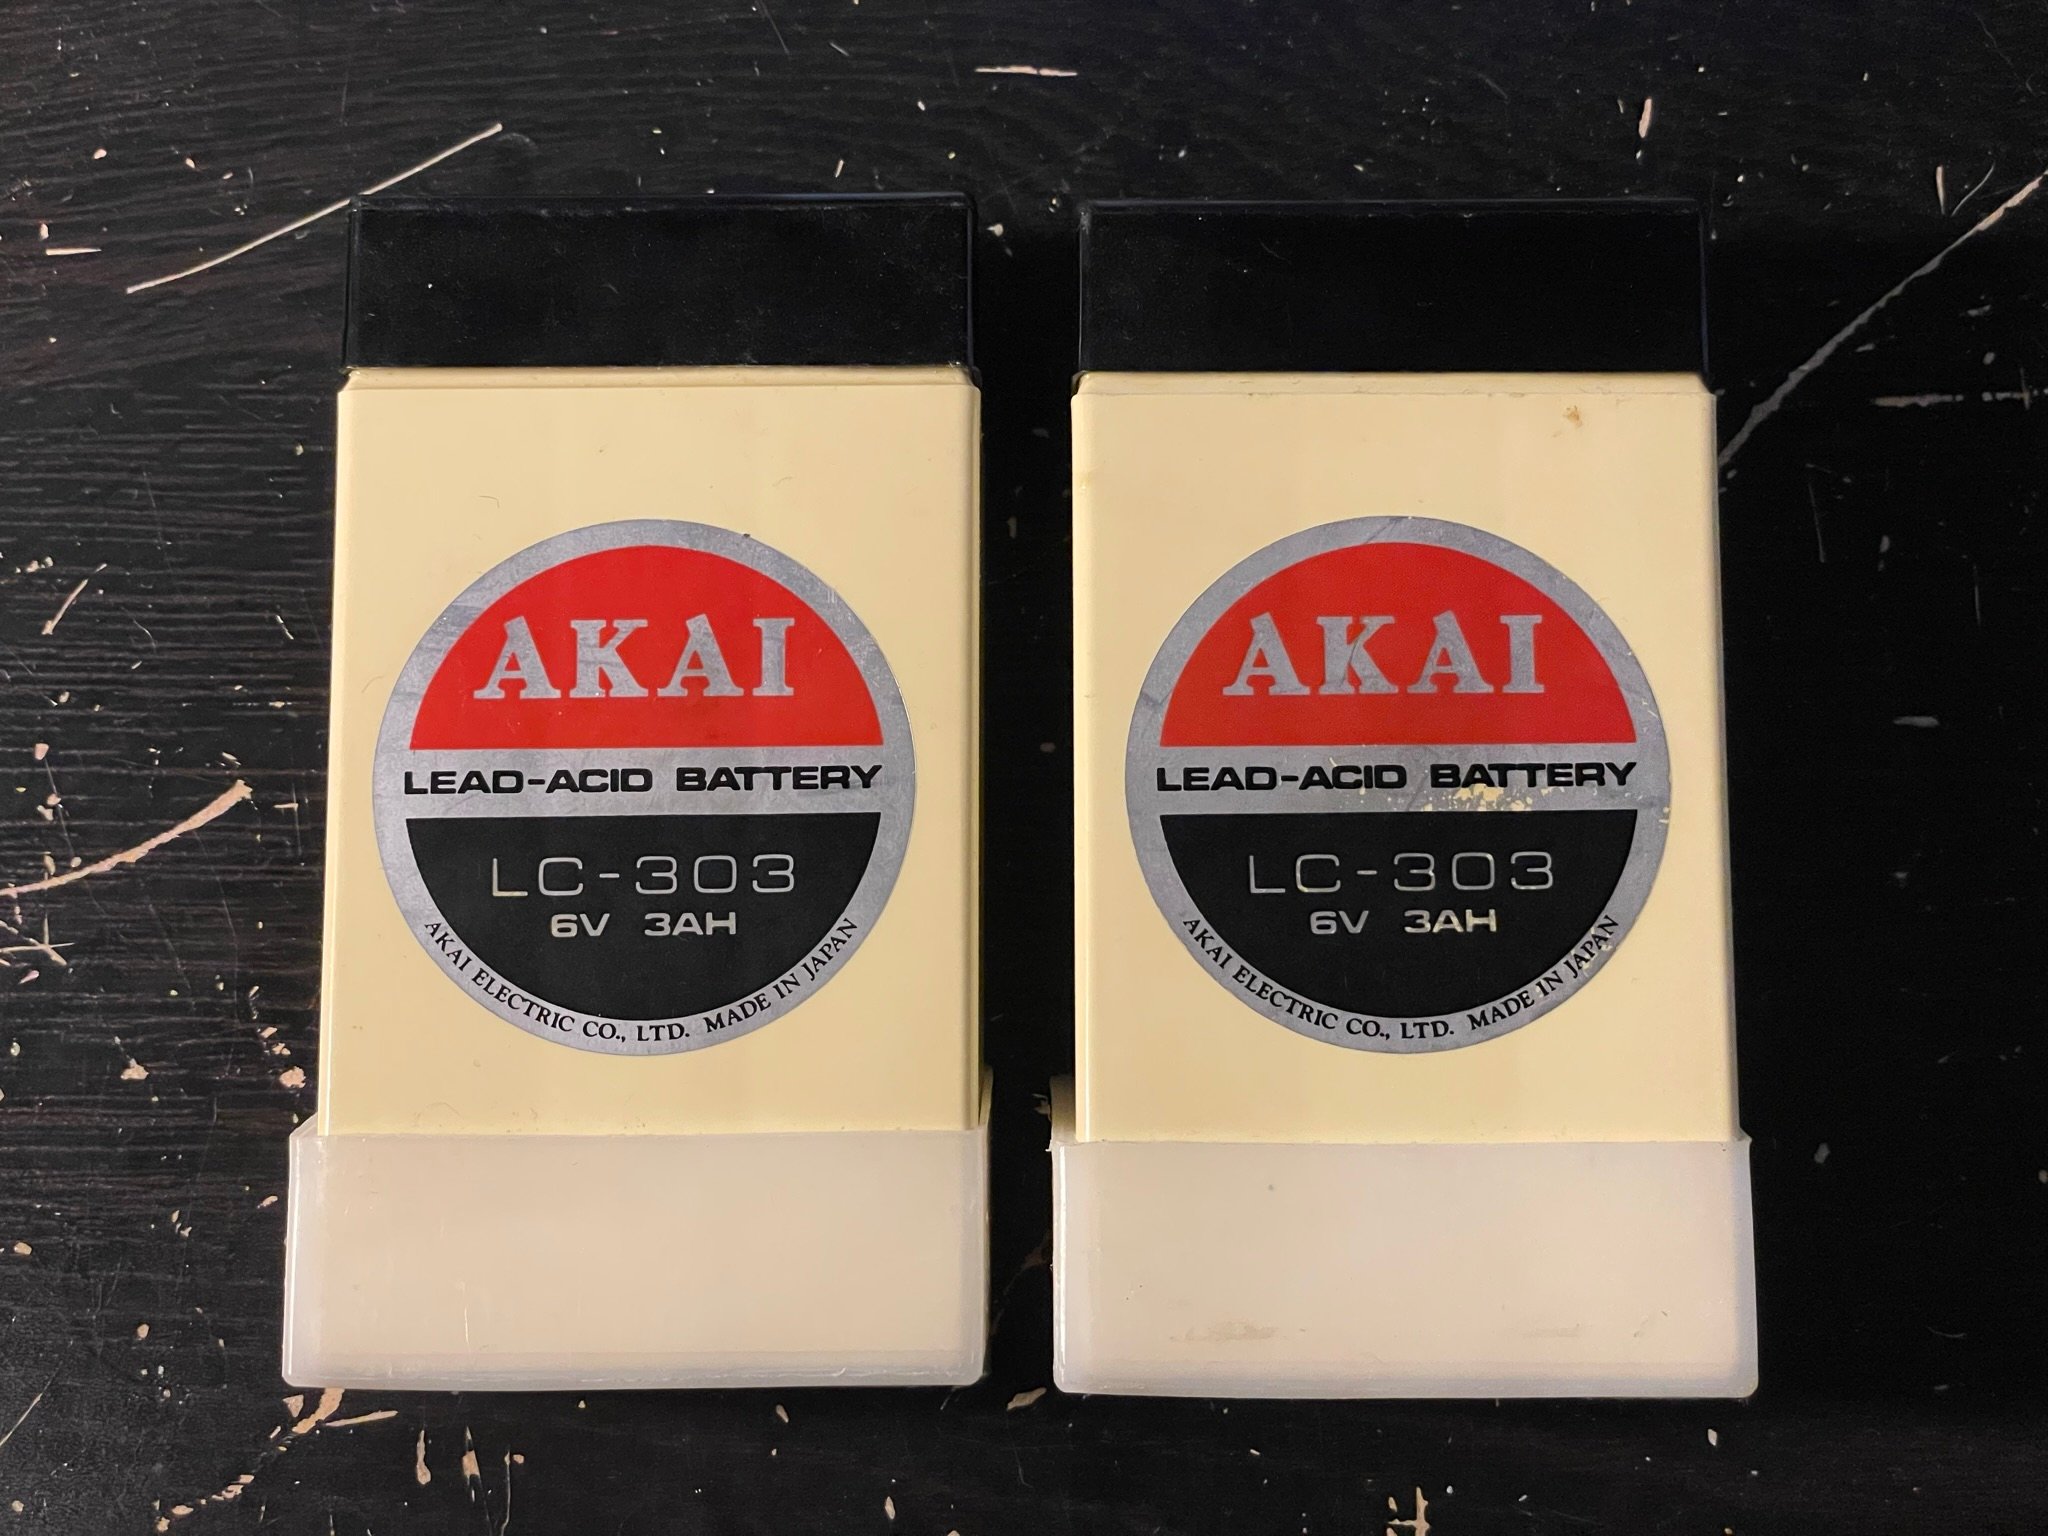 AKAI
LEAD-ACID BATTERY
LC-303
6V 3AH
AKAI ELECTRIC CO., LTD. MADE IN JAPAN
AKAI
LEAD-ACID BATTERY
LC-303
6V 3AH
AKAI ELECTRIC CO., LTD. MADE IN JAPAN